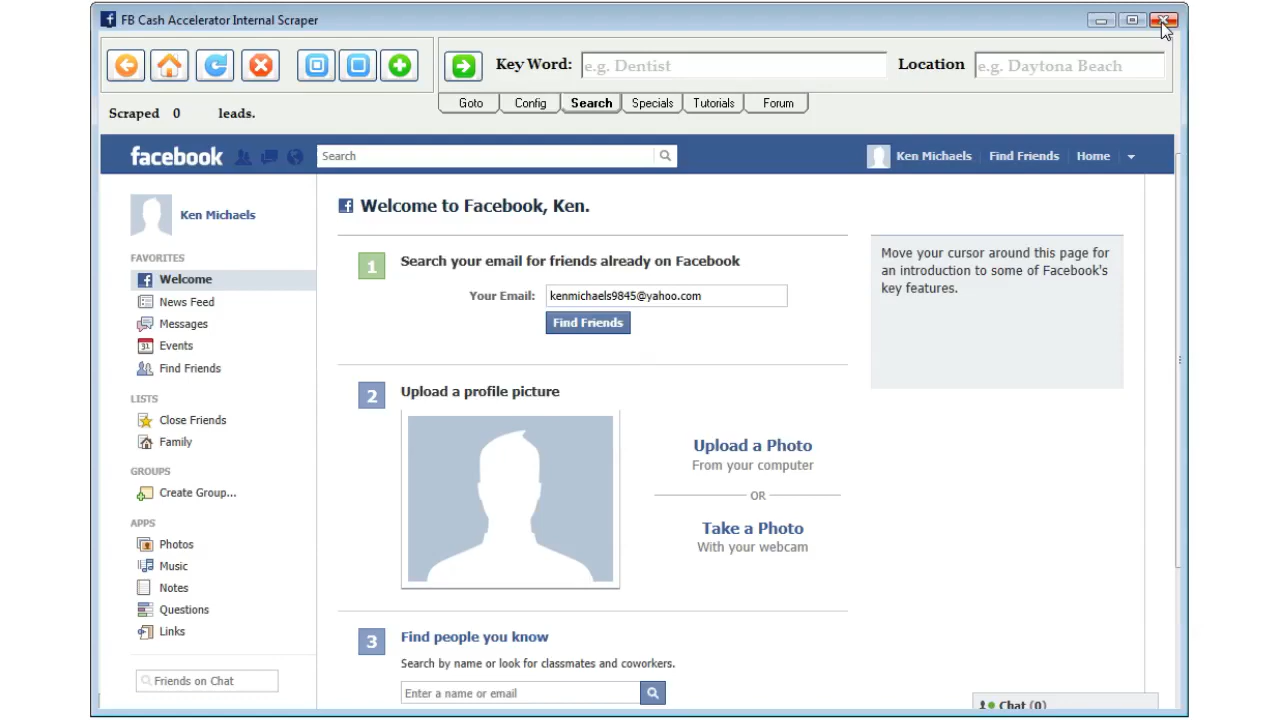 FB Cash Accelerator Internal Scraper
Key Word: e.g. Dentist Location e.g. Daytona Beach
Goto Config Search Specials Tutorials Forum
Scraped 0 leads.
facebook Search Ken Michaels Find Friends Home
Ken Michaels
FAVORITES
Welcome
News Feed
Messages
31 Events
Find Friends
LISTS
Close Friends
Family
GROUPS
Create Group...
APPS
Photos
Music
Notes
Questions
Links
Friends on Chat
Welcome to Facebook, Ken.
1 Search your email for friends already on Facebook
Your Email: kenmichaels9845@yahoo.com
Find Friends
2 Upload a profile picture
Upload a Photo
From your computer
OR
Take a Photo
With your webcam
3 Find people you know
Search by name or look for classmates and coworkers.
Enter a name or email
Move your cursor around this page for
an introduction to some of Facebook's
key features.
Chat (0)